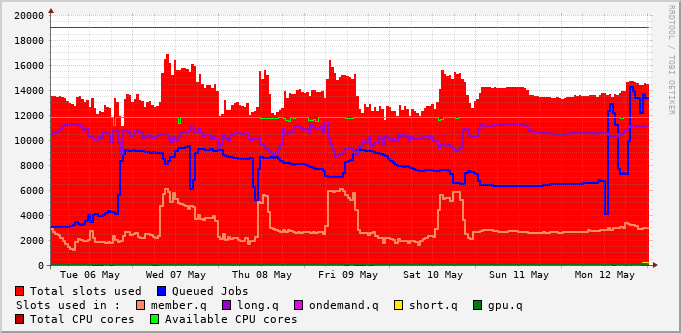 20000
18000
16000
14000
12000
10000
8000
6000
4000
2000
0
Tue 06 May Wed 07 May Thu 08 May Fri 09 May Sat 10 May Sun 11 May Mon 12 May
Total slots used Queued Jobs
Slots used in : member.q long.q ondemand.q short.q gpu.q
Total CPU cores Available CPU cores
RRDTOOL / TOBI OETIKER